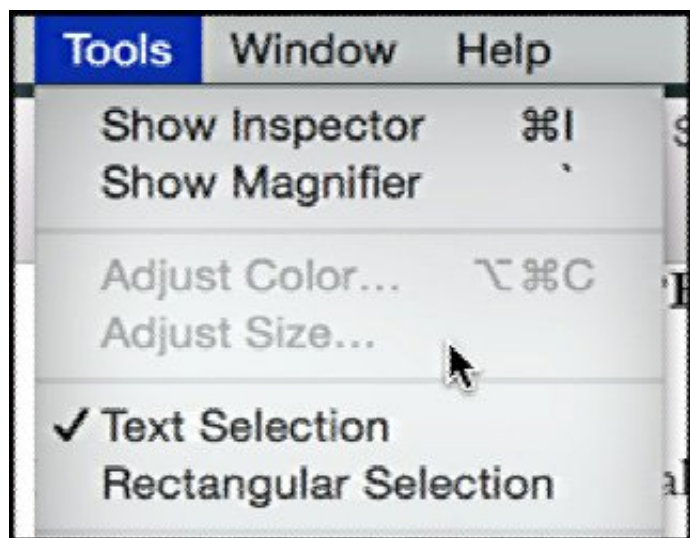 Tools Window Help
Show Inspector ⌘I
Show Magnifier `
Adjust Color... ⌥⌘C
Adjust Size...
✓ Text Selection
Rectangular Selection